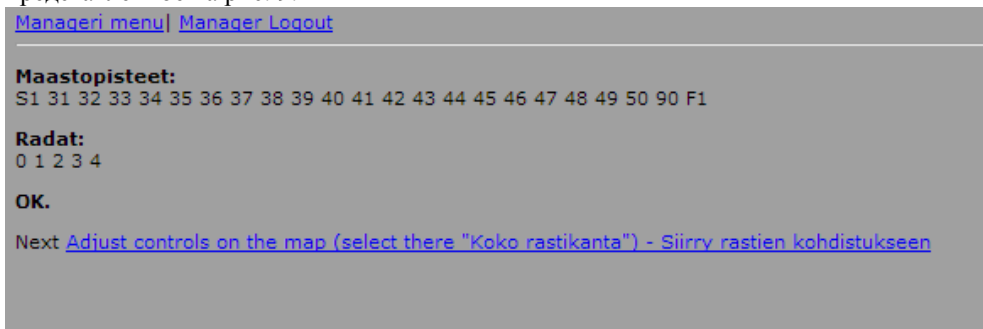 Manageri menu| Manager Logout
Maastopisteet:
S1 31 32 33 34 35 36 37 38 39 40 41 42 43 44 45 46 47 48 49 50 90 F1
Radat:
0 1 2 3 4
OK.
Next Adjust controls on the map (select there "Koko rastikanta") - Siirry rastien kohdistukseen